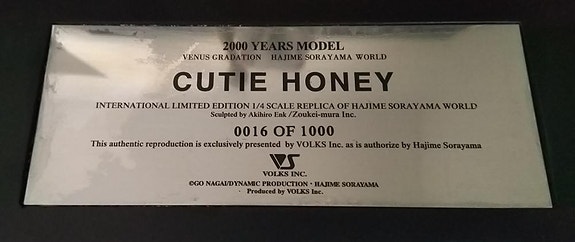 2000 YEARS MODEL
VENUS GRADATION HAJIME SORAYAMA WORLD
CUTIE HONEY
INTERNATIONAL LIMITED EDITION 1/4 SCALE REPLICA OF HAJIME SORAYAMA WORLD
Sculpted by Akihiro Enk /Zoukei-mura Inc.
0016 OF 1000
This authentic reproduction is exclusively presented by VOLKS Inc. as is authorize by Hajime Sorayama
VS
VOLKS INC.
©GO NAGAI/DYNAMIC PRODUCTION・HAJIME SORAYAMA
Produced by VOLKS Inc.